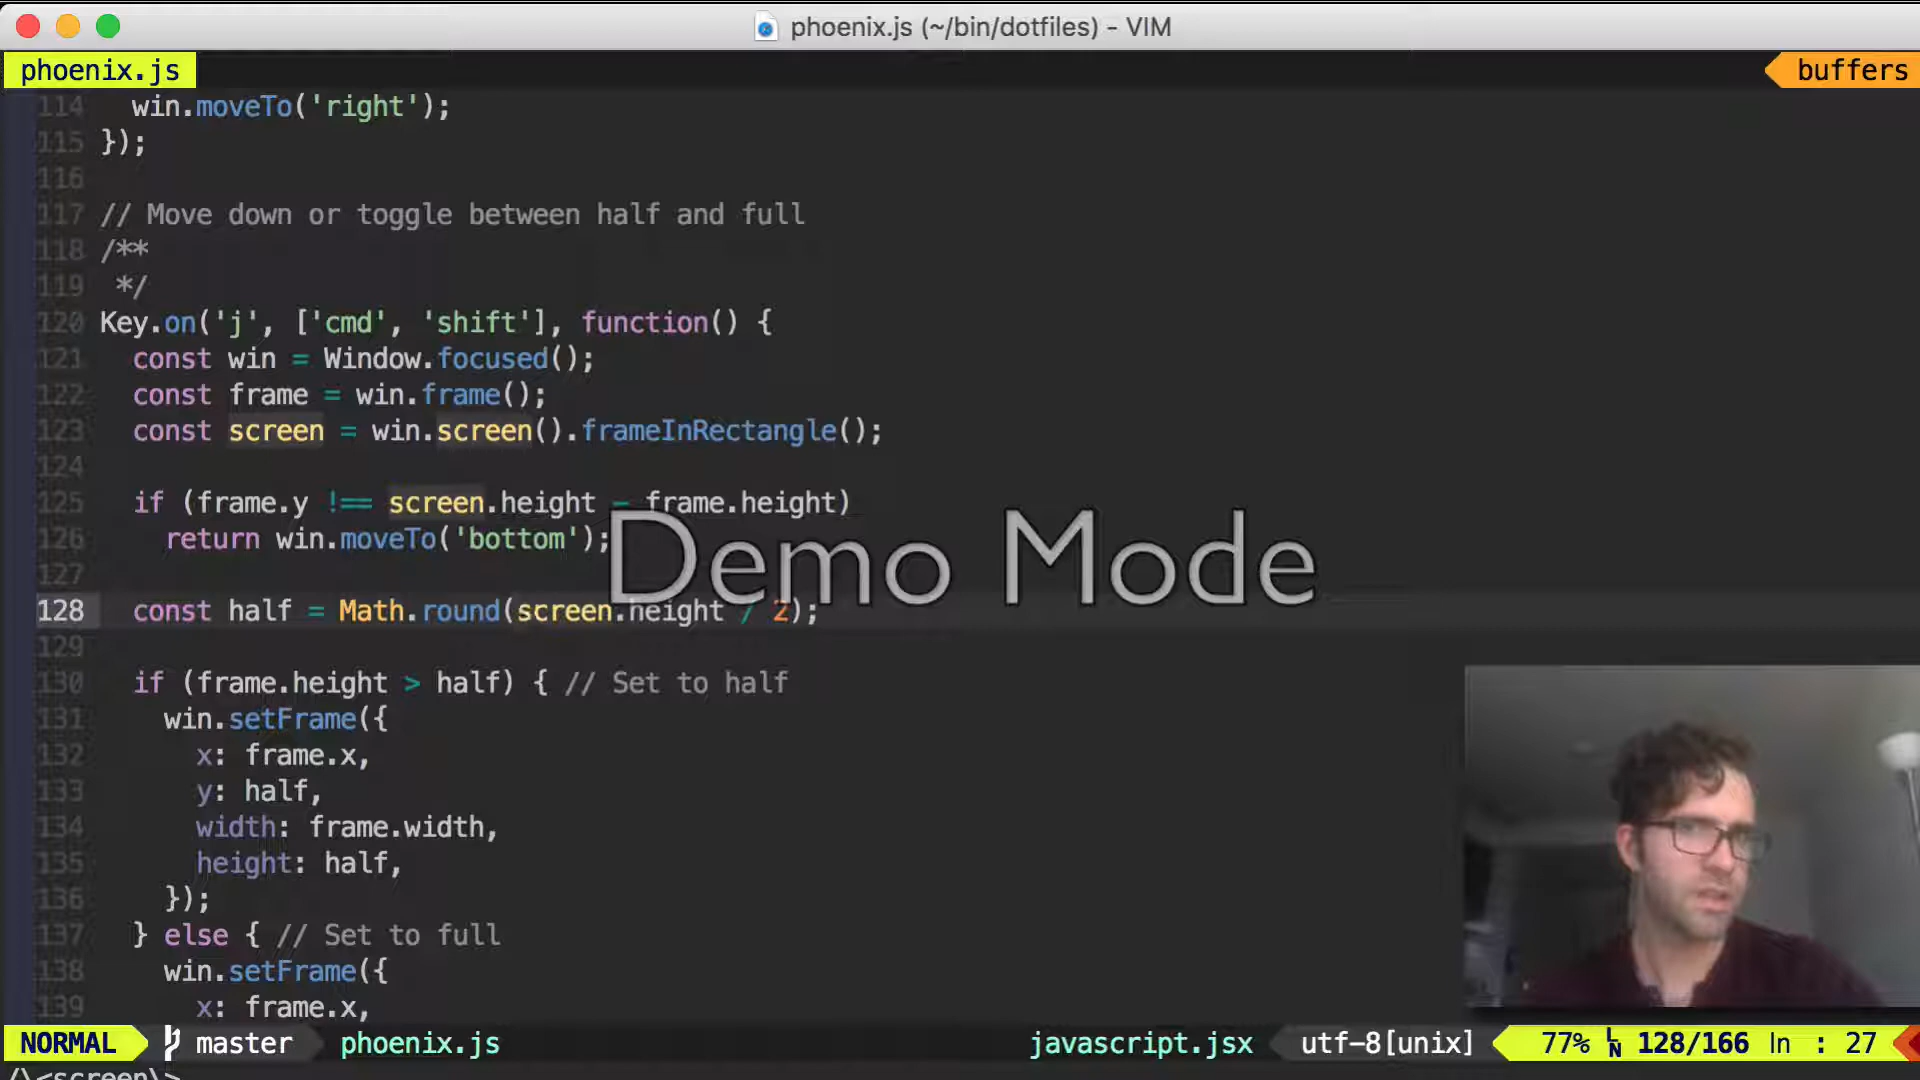 phoenix.js (~/bin/dotfiles) - VIM
phoenix.js
buffers
114 win.moveTo('right');
115 });
116
117 // Move down or toggle between half and full
118 /**
119 */
120 Key.on('j', ['cmd', 'shift'], function() {
121 const win = Window.focused();
122 const frame = win.frame();
123 const screen = win.screen().frameInRectangle();
124
125 if (frame.y !== screen.height - frame.height)
126 return win.moveTo('bottom');
Demo Mode
127
128 const half = Math.round(screen.height / 2);
129
130 if (frame.height > half) { // Set to half
131 win.setFrame({
132 x: frame.x,
133 y: half,
134 width: frame.width,
135 height: half,
136 });
137 } else { // Set to full
138 win.setFrame({
139 x: frame.x,
NORMAL master phoenix.js javascript.jsx utf-8[unix] 77% LN 128/166 ln : 27
/\<screen\>